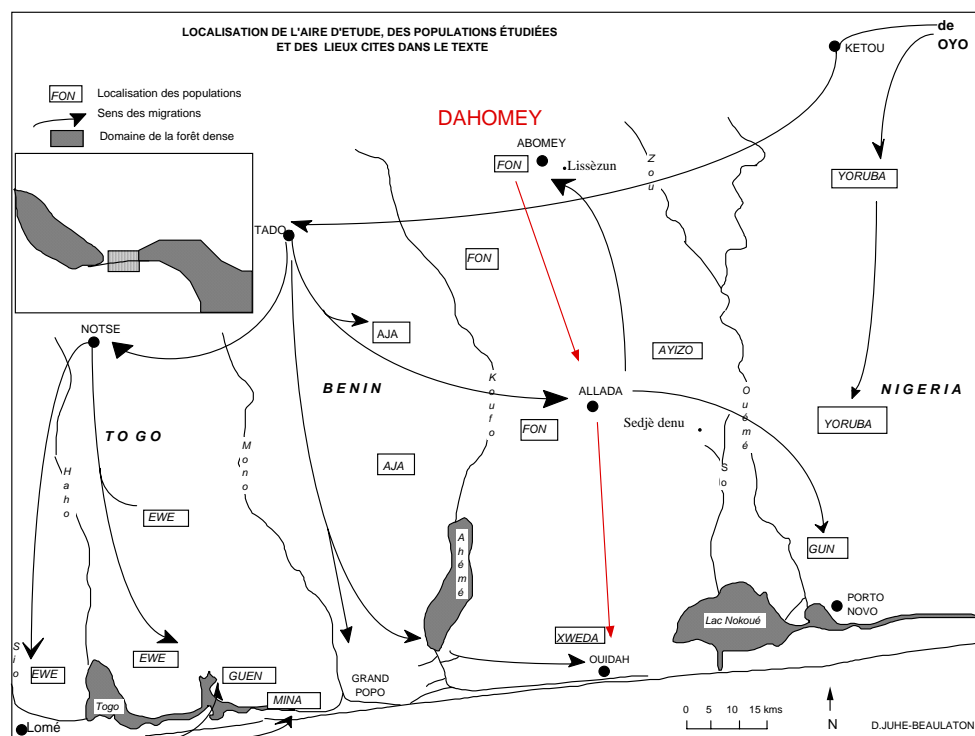 LOCALISATION DE L'AIRE D'ETUDE, DES POPULATIONS ÉTUDIÉES
ET DES LIEUX CITES DANS LE TEXTE
de
OYO
KETOU
FON Localisation des populations
Sens des migrations
Domaine de la forêt dense
DAHOMEY
ABOMEY
FON
Lissèzun
Zou
YORUBA
TADO
FON
NOTSE
AJA
AYIZO
BENIN
Koufo
ALLADA
Ouémé
NIGERIA
TOGO
FON
Sedjè denu
YORUBA
Haho
Mono
AJA
So
EWE
Ahémé
GUN
PORTO
NOVO
Lac Nokoué
XWEDA
OUIDAH
Sio
EWE
EWE
GUEN
GRAND
POPO
MINA
Togo
Lomé
0 5 10 15 kms
N
D.JUHE-BEAULATON